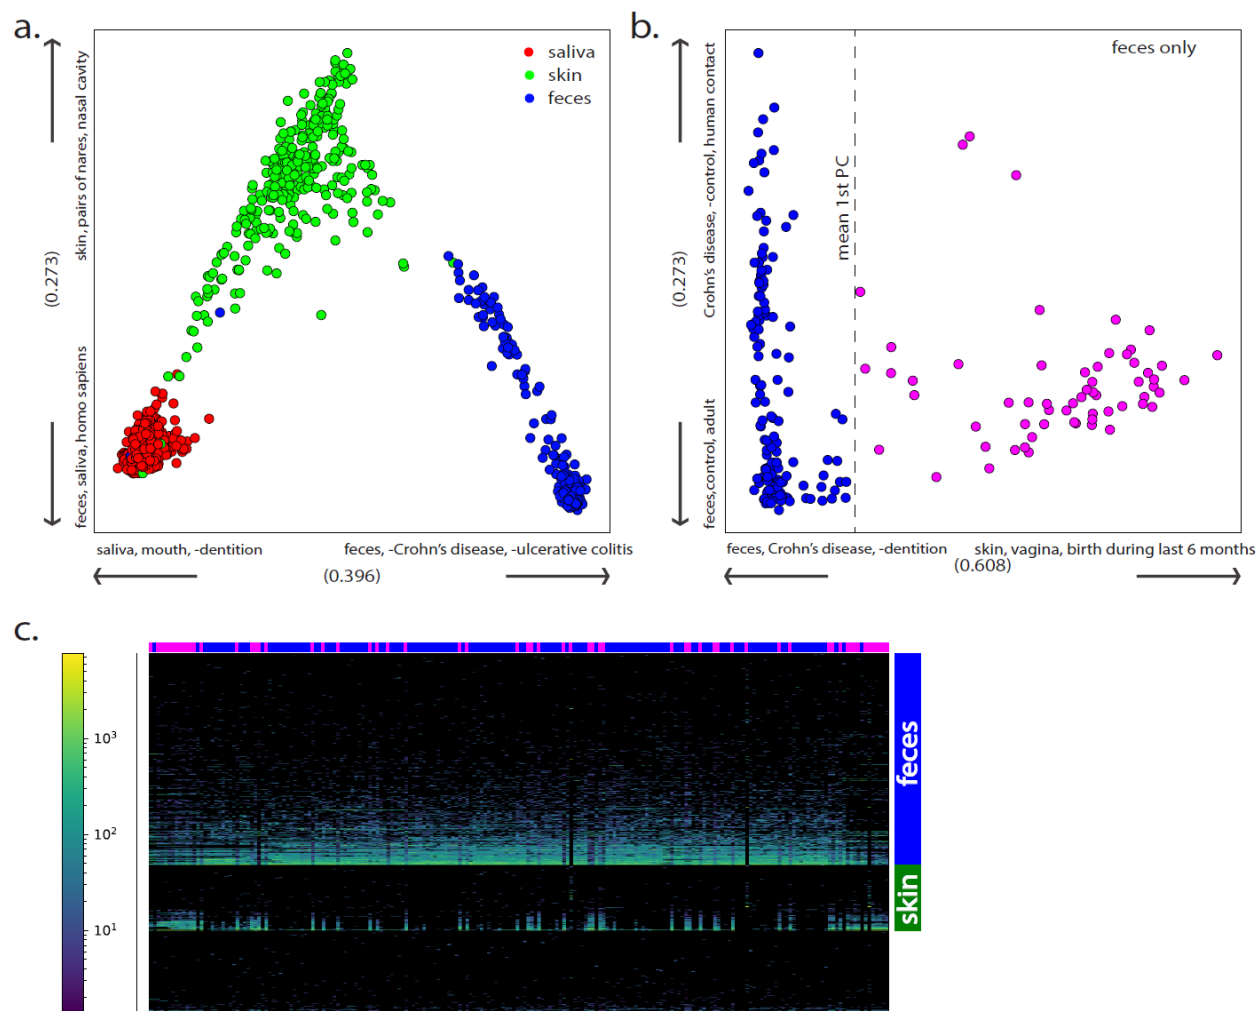 a.
saliva
skin
feces
skin, pairs of nares, nasal cavity
(0.273)
feces, saliva, homo sapiens
saliva, mouth, -dentition
feces, -Crohn's disease, -ulcerative colitis
(0.396)
b.
feces only
mean 1st PC
Crohn's disease, -control, human contact
(0.273)
feces,control, adult
feces, Crohn's disease, -dentition
skin, vagina, birth during last 6 months
(0.608)
c.
10³
10²
10¹
feces
skin